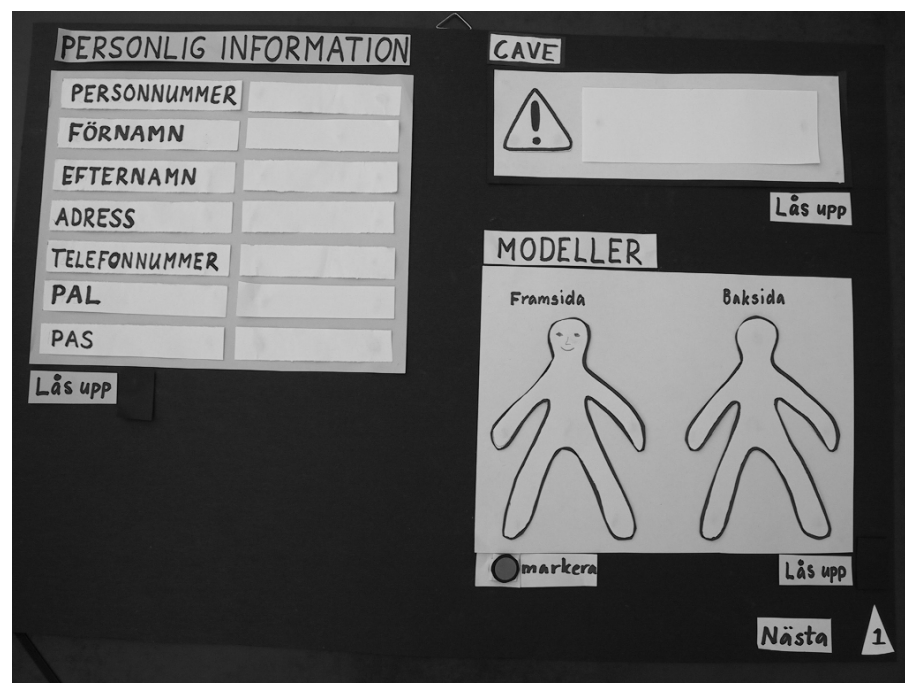 PERSONLIG INFORMATION
PERSONNUMMER
FÖRNAMN
EFTERNAMN
ADRESS
TELEFONNUMMER
PAL
PAS
Lås upp
CAVE
!
Lås upp
MODELLER
Framsida Baksida
markera
Lås upp
Nästa 1